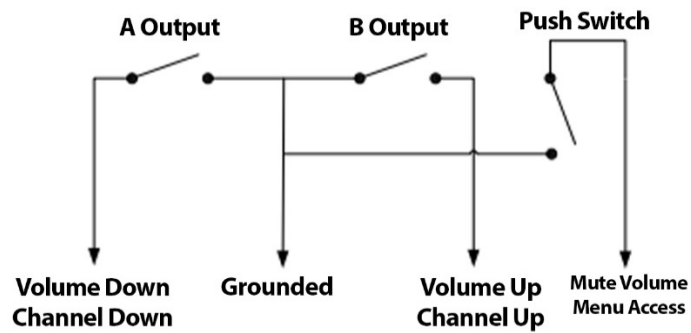 A Output
B Output
Push Switch
Volume Down
Channel Down
Grounded
Volume Up
Channel Up
Mute Volume
Menu Access